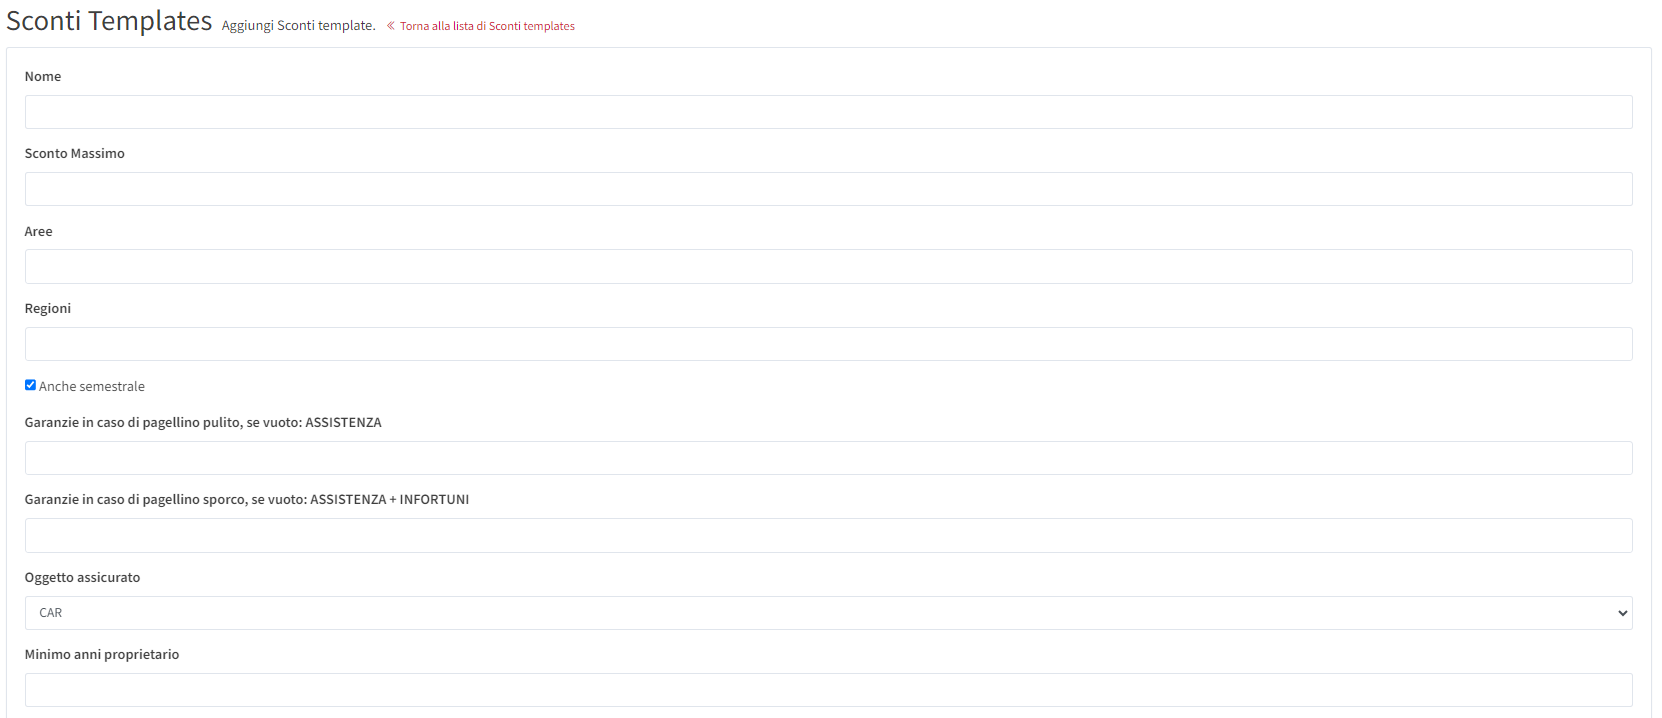 Sconti Templates Aggiungi Sconti template. « Torna alla lista di Sconti templates
Nome
Sconto Massimo
Aree
Regioni
Anche semestrale
Garanzie in caso di pagellino pulito, se vuoto: ASSISTENZA
Garanzie in caso di pagellino sporco, se vuoto: ASSISTENZA + INFORTUNI
Oggetto assicurato
CAR
Minimo anni proprietario